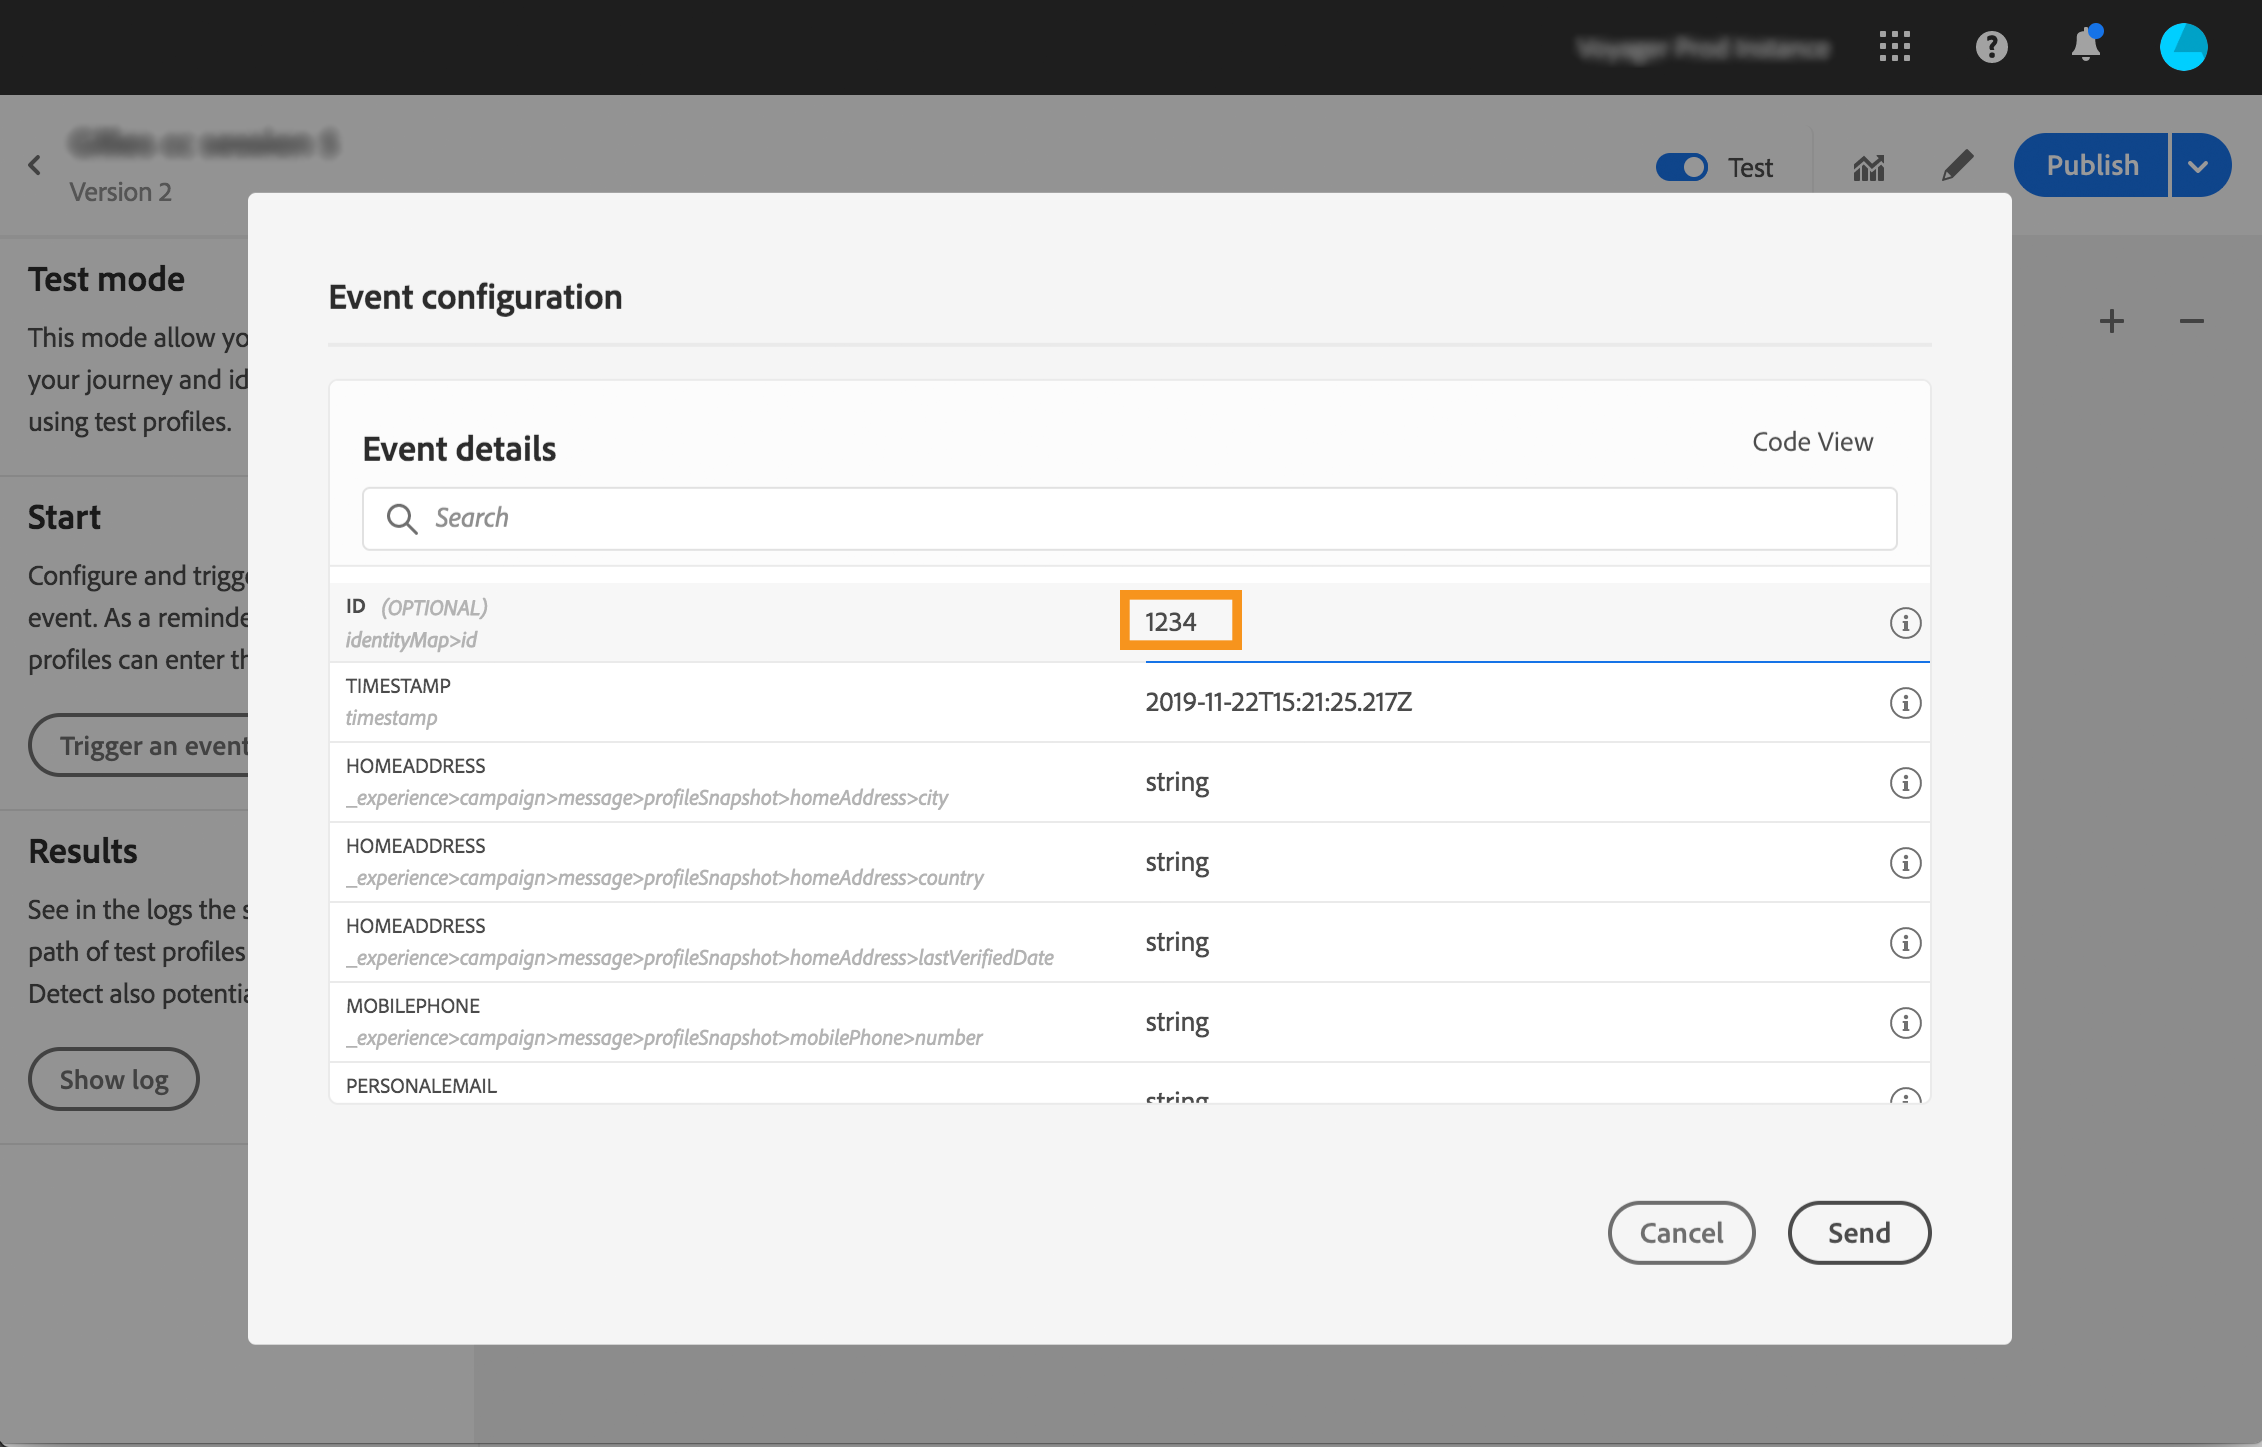 Version 2
Test
Publish
Test mode
This mode allow yo
your journey and id
using test profiles.
Start
Configure and trigge
event. As a reminde
profiles can enter th
Trigger an event
Results
See in the logs the s
path of test profiles
Detect also potentia
Show log
Event configuration
Event details
Code View
Search
ID (OPTIONAL)
identityMap>id
1234
TIMESTAMP
timestamp
2019-11-22T15:21:25.217Z
HOMEADDRESS
_experience>campaign>message>profileSnapshot>homeAddress>city
string
HOMEADDRESS
_experience>campaign>message>profileSnapshot>homeAddress>country
string
HOMEADDRESS
_experience>campaign>message>profileSnapshot>homeAddress>lastVerifiedDate
string
MOBILEPHONE
_experience>campaign>message>profileSnapshot>mobilePhone>number
string
PERSONALEMAIL
string
Cancel
Send